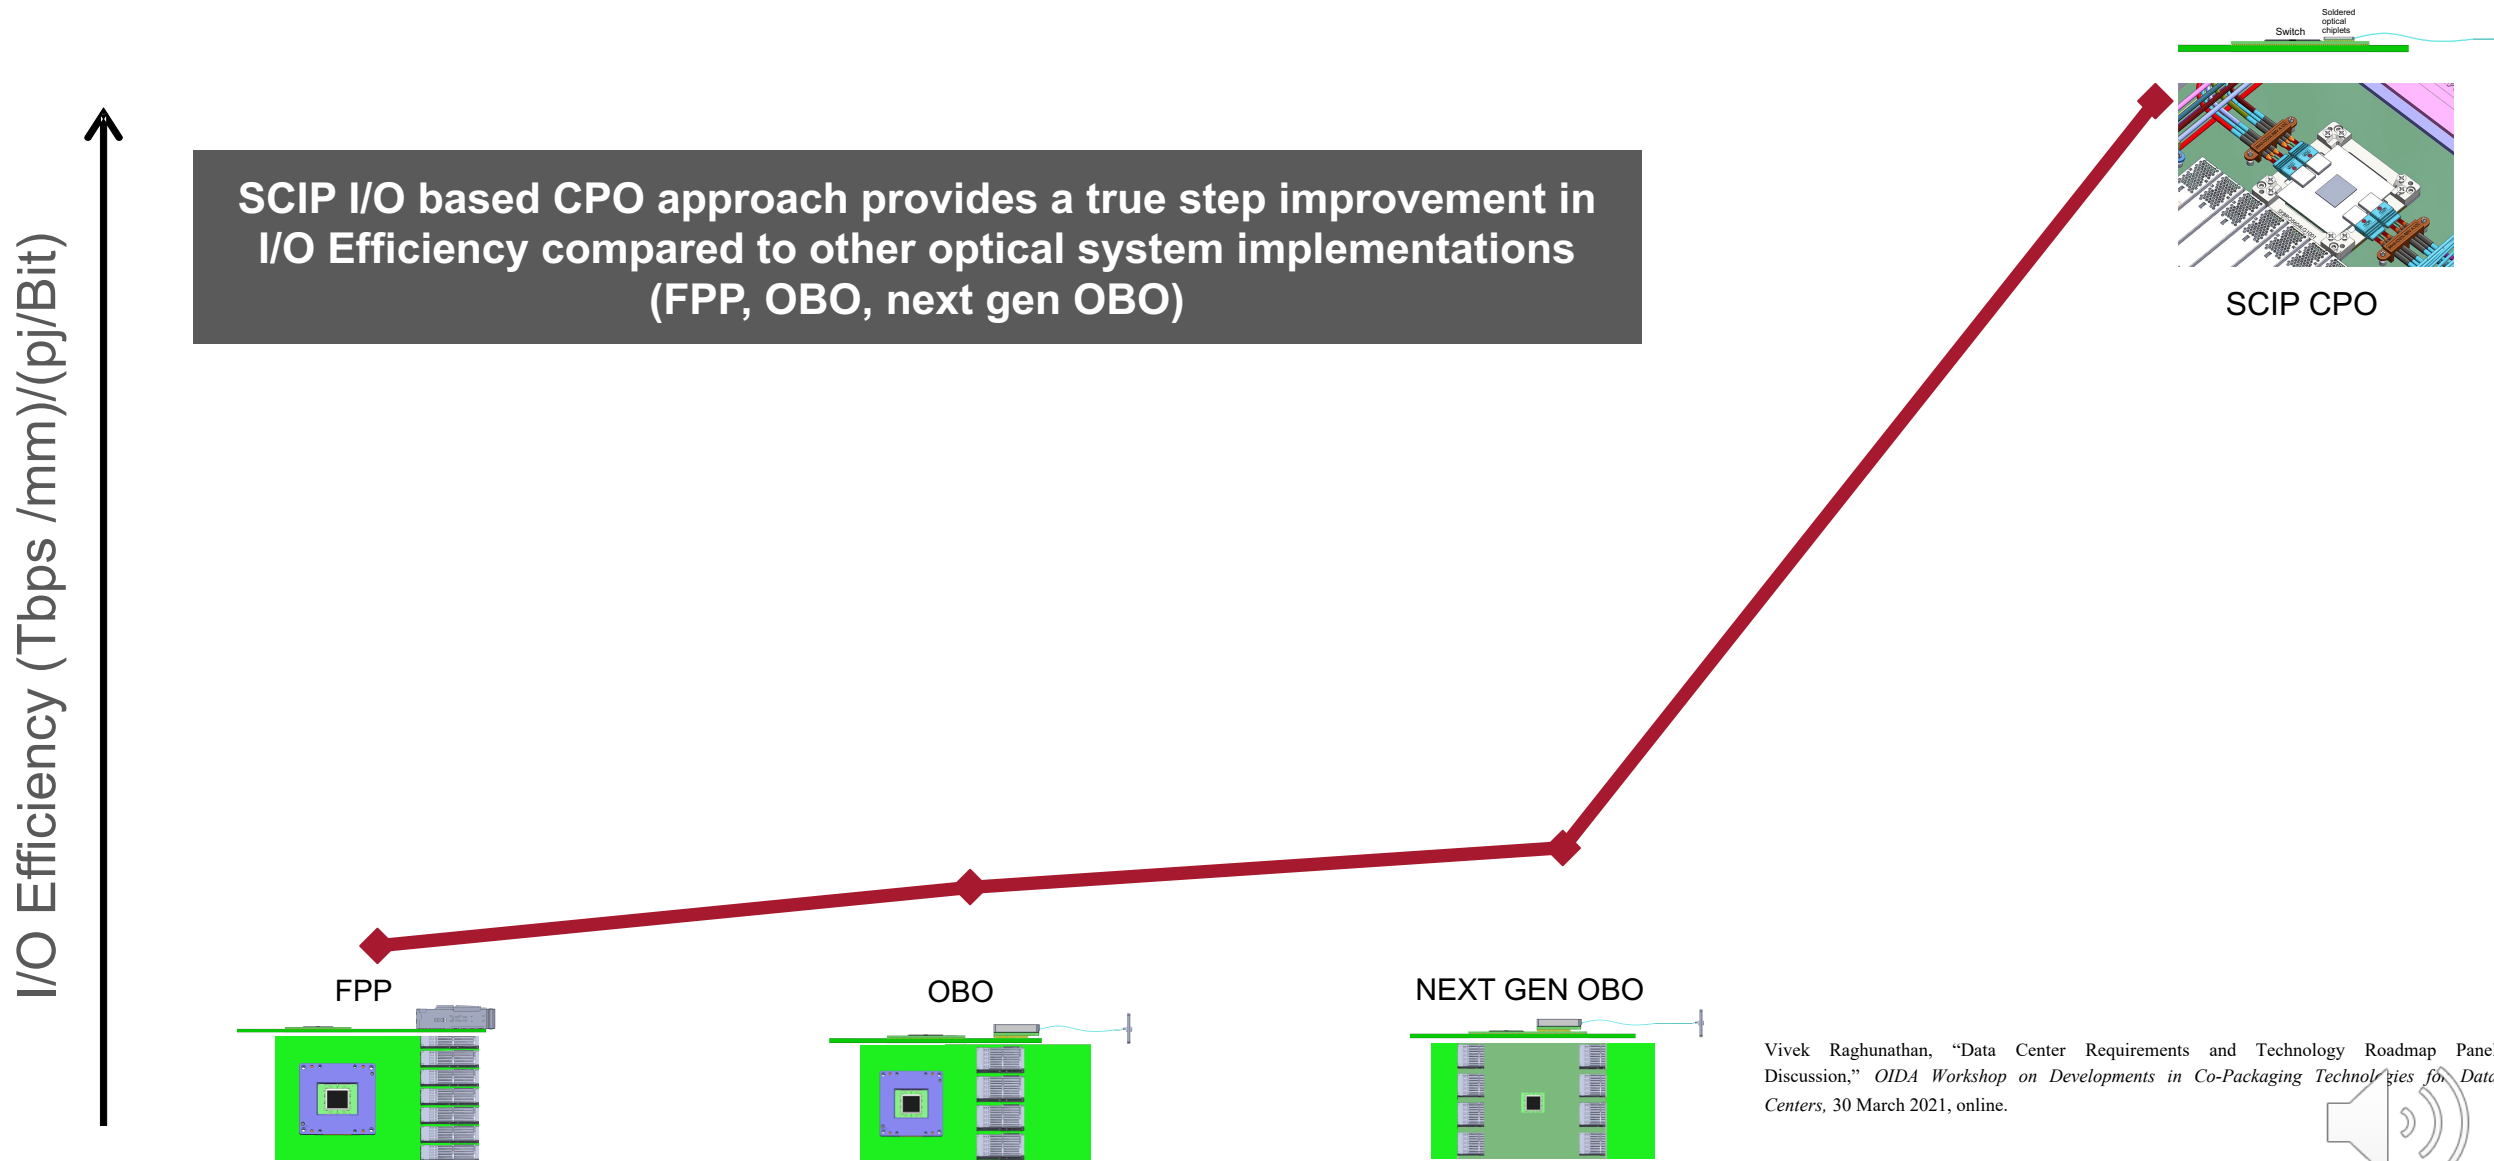 Soldered
optical
chiplets
Switch
I/O Efficiency (Tbps /mm)/(pj/Bit)
SCIP I/O based CPO approach provides a true step improvement in
I/O Efficiency compared to other optical system implementations
(FPP, OBO, next gen OBO)
SCIP CPO
FPP
OBO
NEXT GEN OBO
Vivek Raghunathan, “Data Center Requirements and Technology Roadmap Panel
Discussion,” OIDA Workshop on Developments in Co-Packaging Technologies for Data
Centers, 30 March 2021, online.